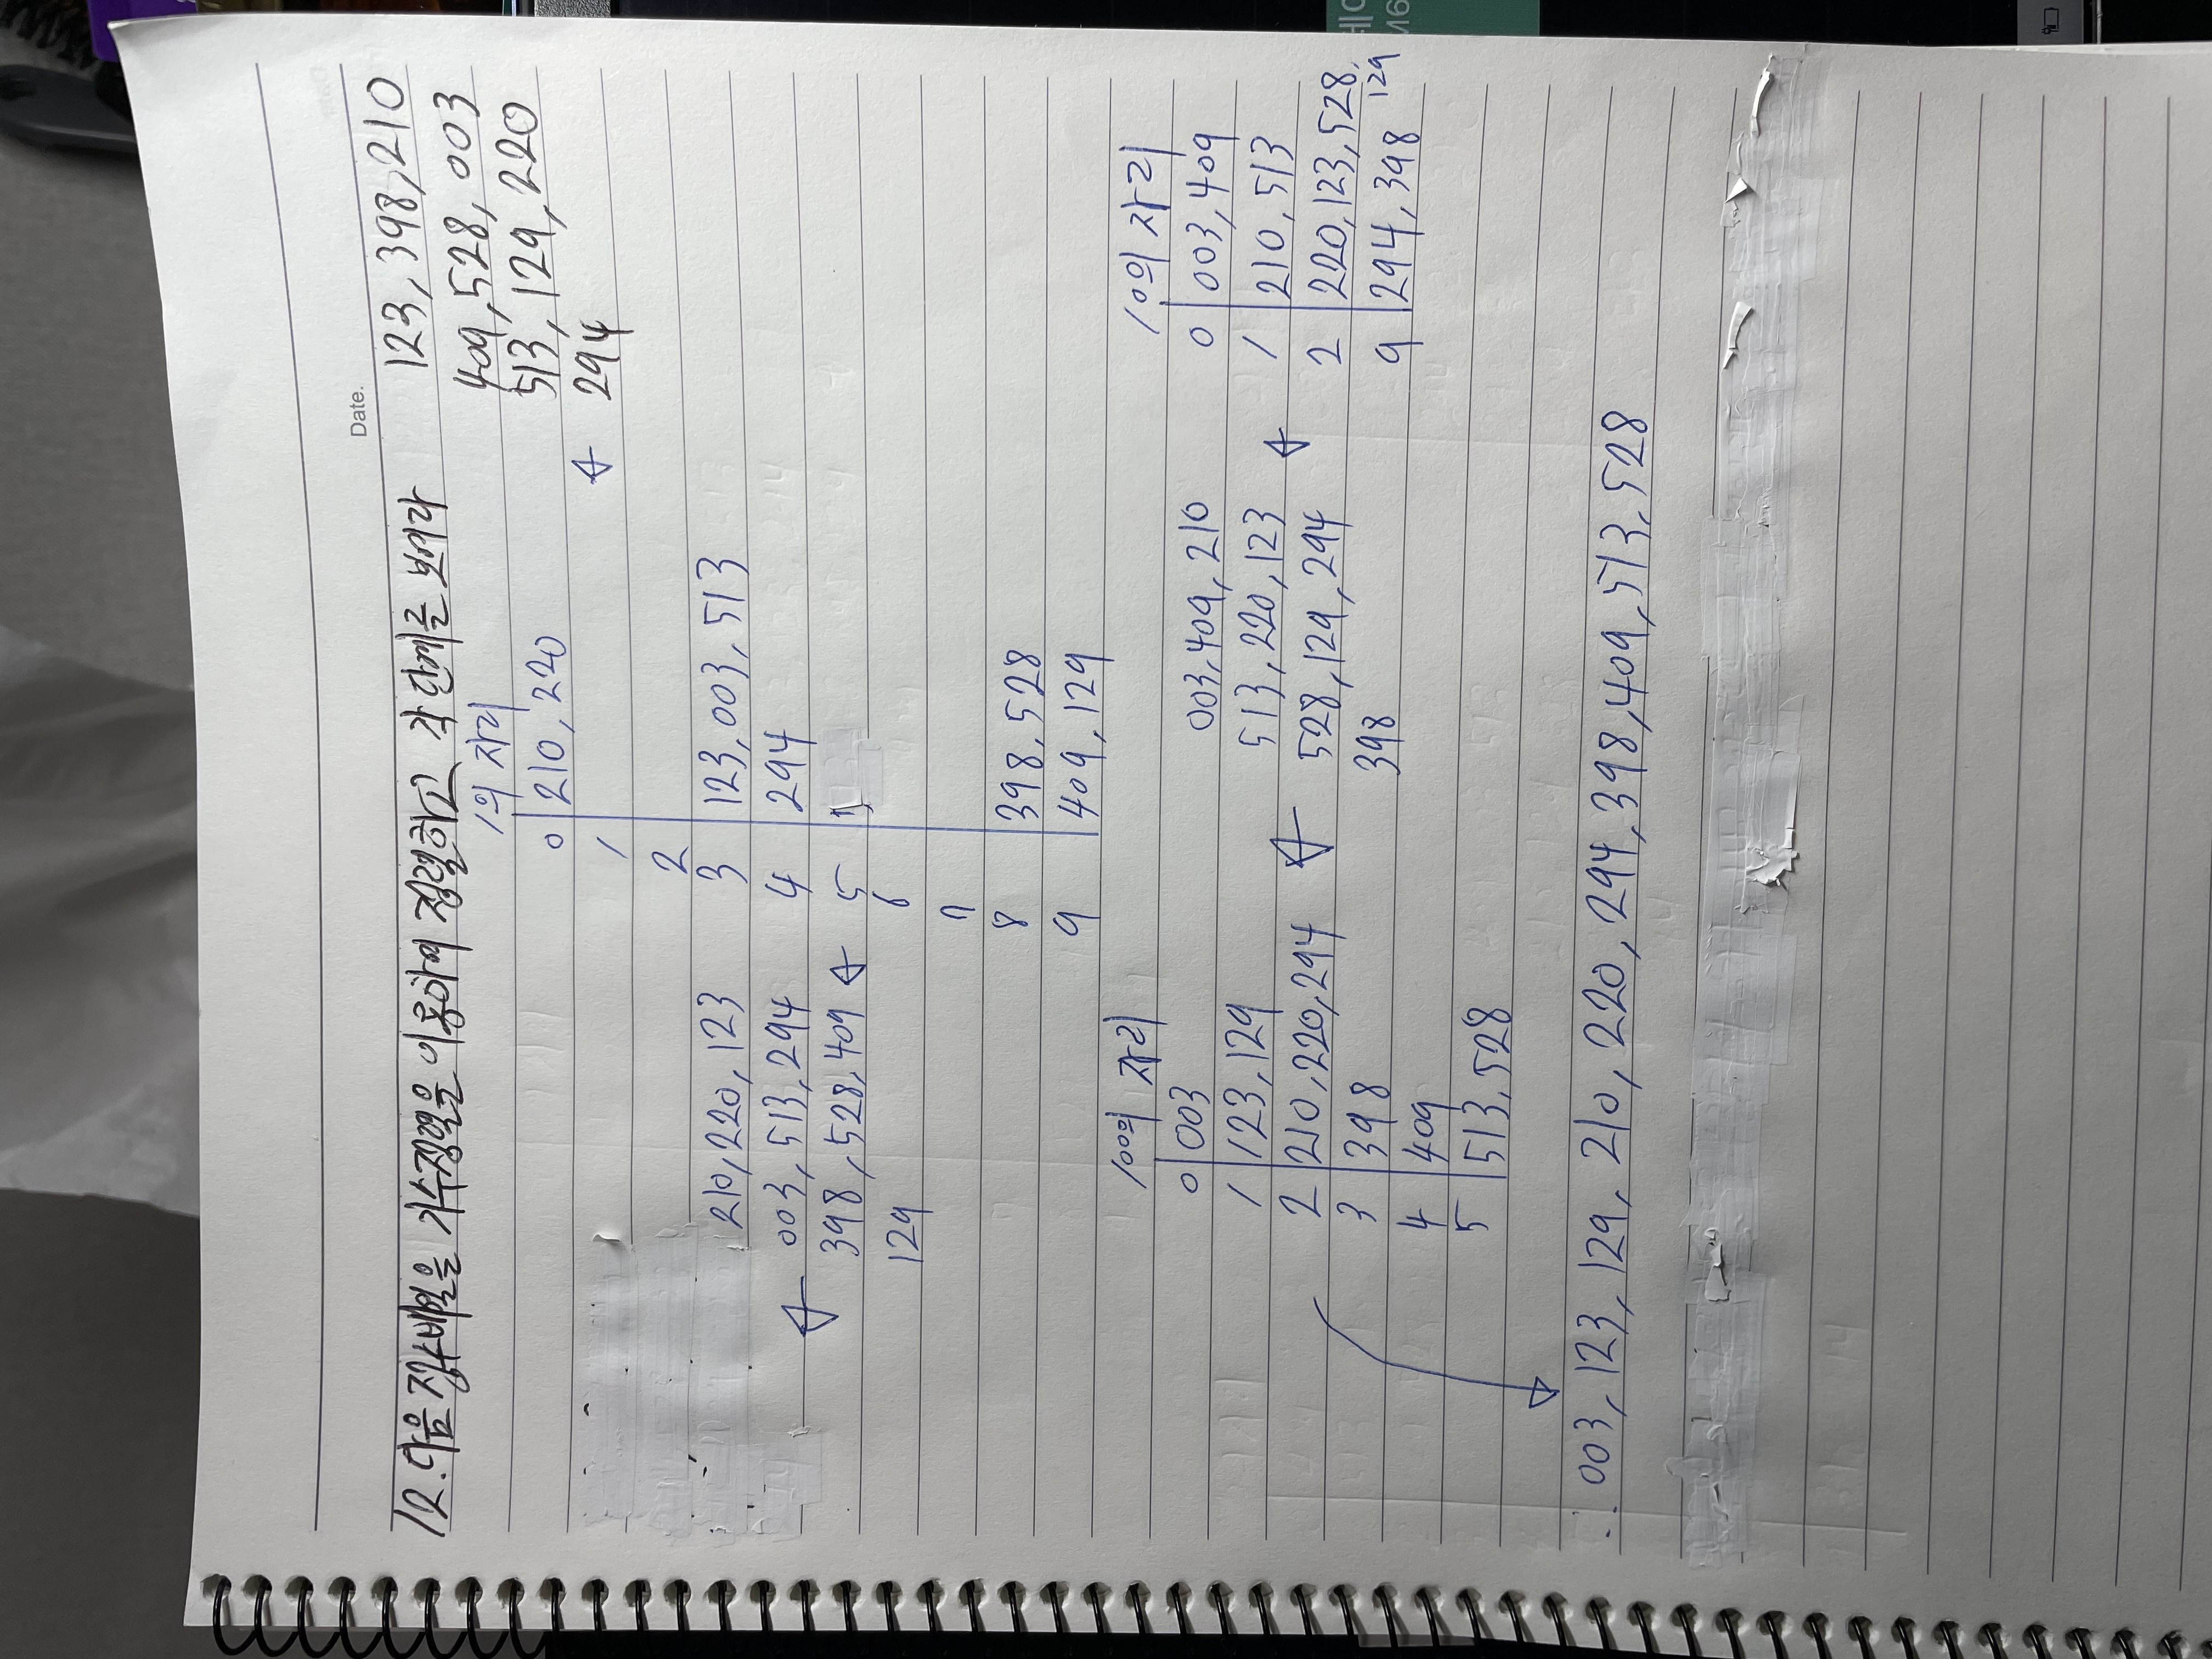 Date.
12. 다음 정수배열을 기수정렬을 이용하여 정렬하고 각 단계를 보여라
123, 398, 210
409, 528, 003
513, 129, 220
294
1의 자리
0 210, 220
1
2
3 123, 003, 513
4 294
5
6
7
8 398, 528
9 409, 129
210, 220, 123
003, 513, 294
398, 528, 409
129
10의 자리
0 003, 409
1 210, 513
2 220, 123, 528, 129
9 294, 398
003, 409, 210
513, 220, 123
528, 129, 294
398
100의 자리
0 003
1 123, 129
2 210, 220, 294
3 398
4 409
5 513, 528
∴ 003, 123, 129, 210, 220, 294, 398, 409, 513, 528